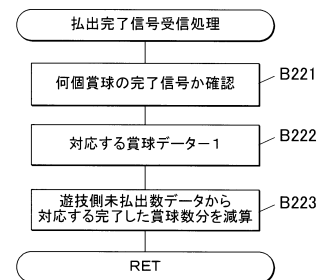 払出完了信号受信処理
何個賞球の完了信号か確認
B221
対応する賞球データー1
B222
遊技側未払出数データから
対応する完了した賞球数分を減算
B223
RET